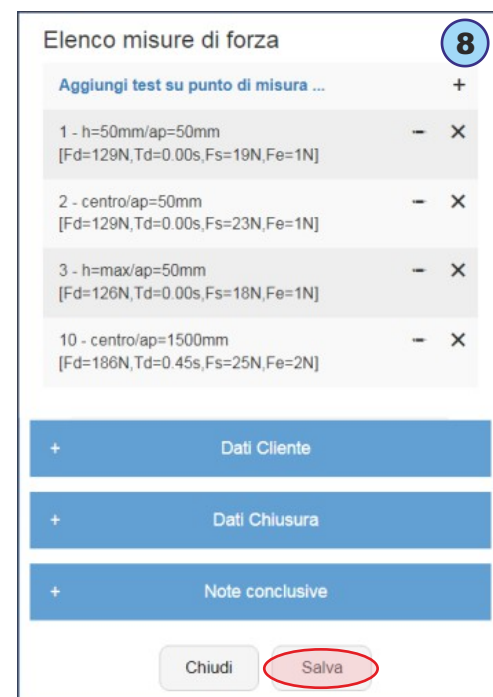 Elenco misure di forza
8
Aggiungi test su punto di misura ... +
1 - h=50mm/ap=50mm
[Fd=129N,Td=0.00s,Fs=19N,Fe=1N]
2 - centro/ap=50mm
[Fd=129N,Td=0.00s,Fs=23N,Fe=1N]
3 - h=max/ap=50mm
[Fd=126N,Td=0.00s,Fs=18N,Fe=1N]
10 - centro/ap=1500mm
[Fd=186N,Td=0.45s,Fs=25N,Fe=2N]
+ Dati Cliente
+ Dati Chiusura
+ Note conclusive
Chiudi Salva